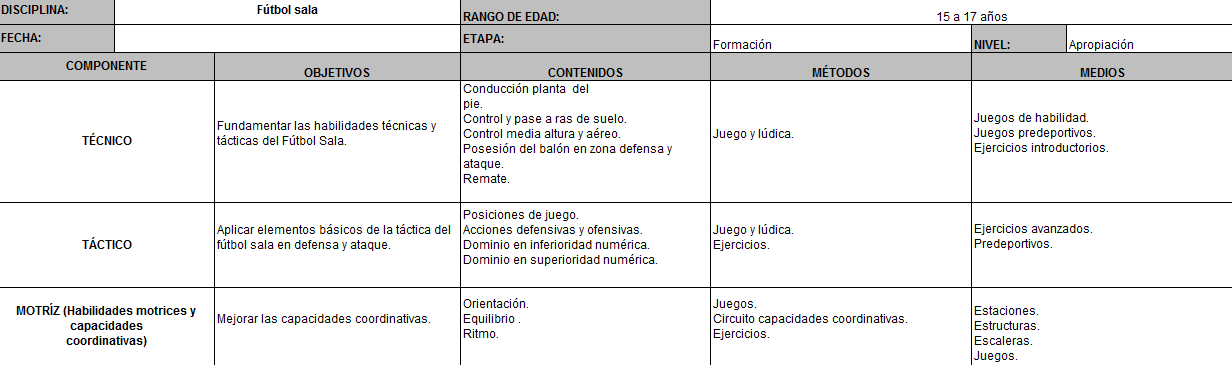 DISCIPLINA: Fútbol sala RANGO DE EDAD: 15 a 17 años
FECHA: ETAPA: Formación NIVEL: Apropiación
COMPONENTE OBJETIVOS CONTENIDOS MÉTODOS MEDIOS
TÉCNICO
Fundamentar las habilidades técnicas y
tácticas del Fútbol Sala.
Conducción planta del
pie.
Control y pase a ras de suelo.
Control media altura y aéreo.
Posesión del balón en zona defensa y
ataque.
Remate.
Juego y lúdica.
Juegos de habilidad.
Juegos predeportivos.
Ejercicios introductorios.
TÁCTICO
Aplicar elementos básicos de la táctica del
fútbol sala en defensa y ataque.
Posiciones de juego.
Acciones defensivas y ofensivas.
Dominio en inferioridad numérica.
Dominio en superioridad numérica.
Juego y lúdica.
Ejercicios.
Ejercicios avanzados.
Predeportivos.
MOTRÍZ (Habilidades motrices y
capacidades
coordinativas)
Mejorar las capacidades coordinativas.
Orientación.
Equilibrio .
Ritmo.
Juegos.
Circuito capacidades coordinativas.
Ejercicios.
Estaciones.
Estructuras.
Escaleras.
Juegos.